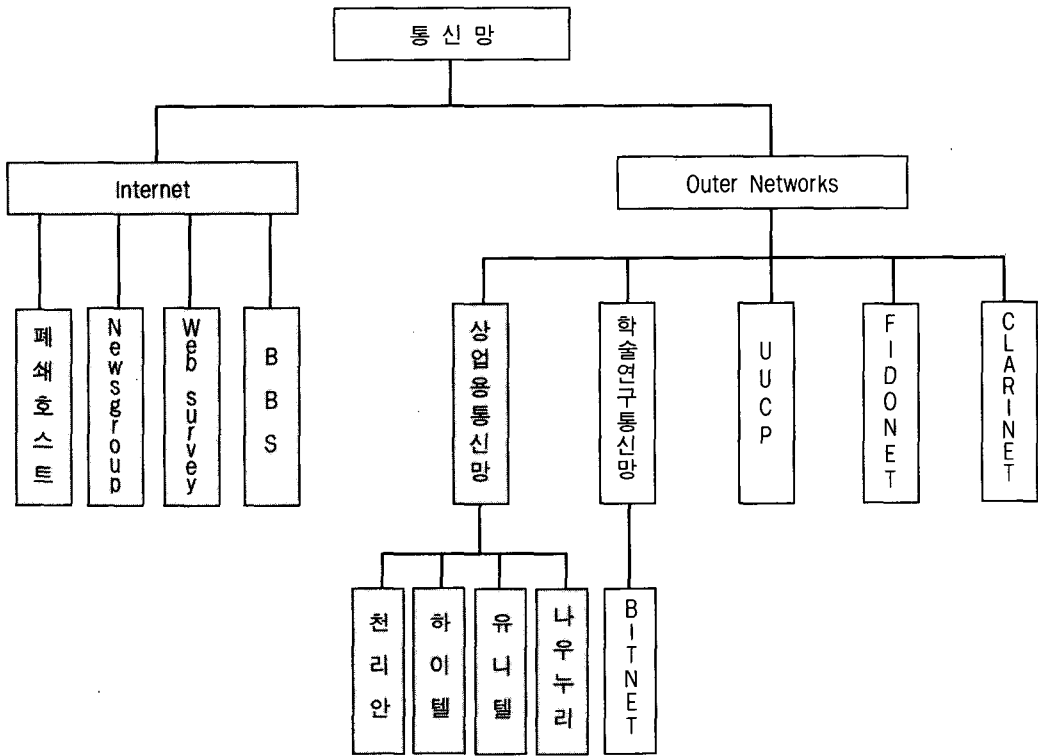 통신망
Internet
Outer Networks
폐쇄호스트
Newsgroup
Web survey
BBS
상업용통신망
학술연구통신망
UUCP
FIDONET
CLARINET
천리안
하이텔
유니텔
나우누리
BITNET